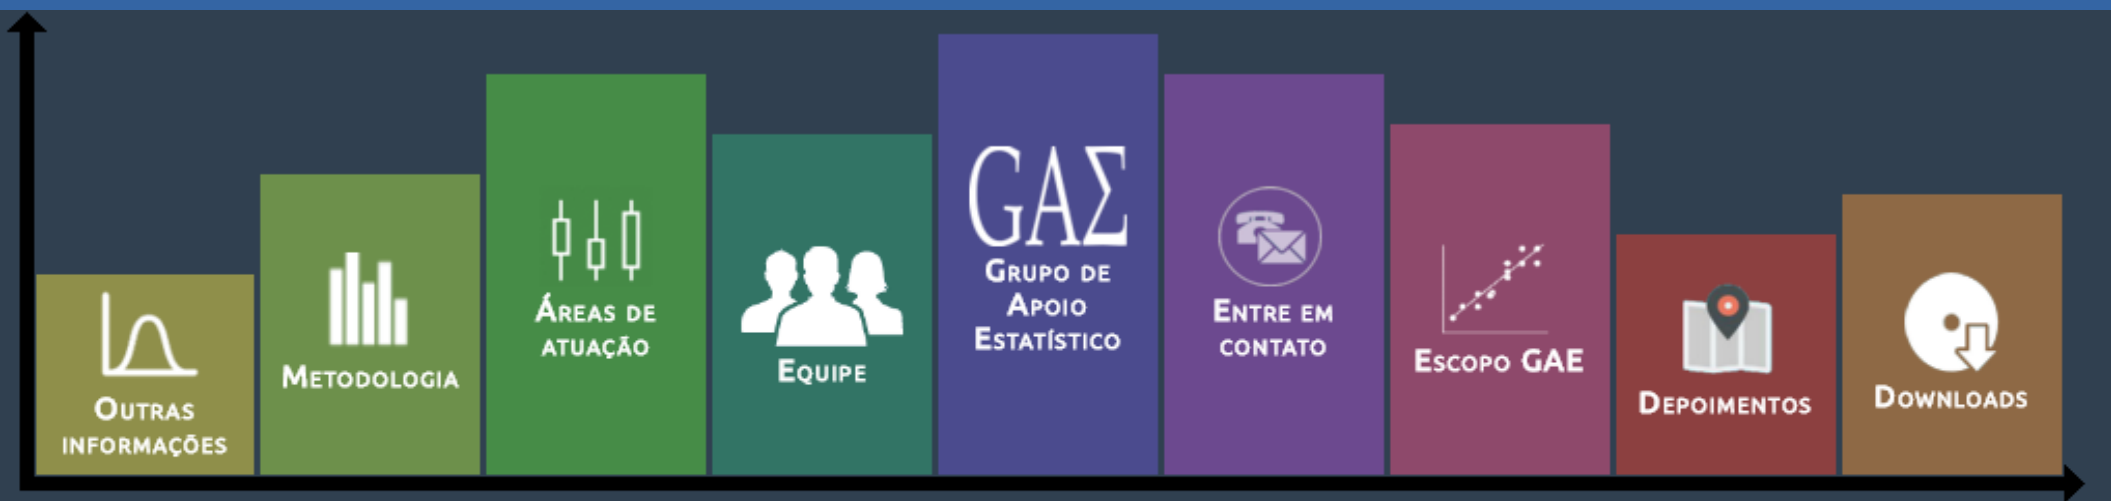 Outras
informações
Metodologia
Áreas de
atuação
Equipe
GAΣ
Grupo de
Apoio
Estatístico
Entre em
contato
Escopo GAE
Depoimentos
Downloads